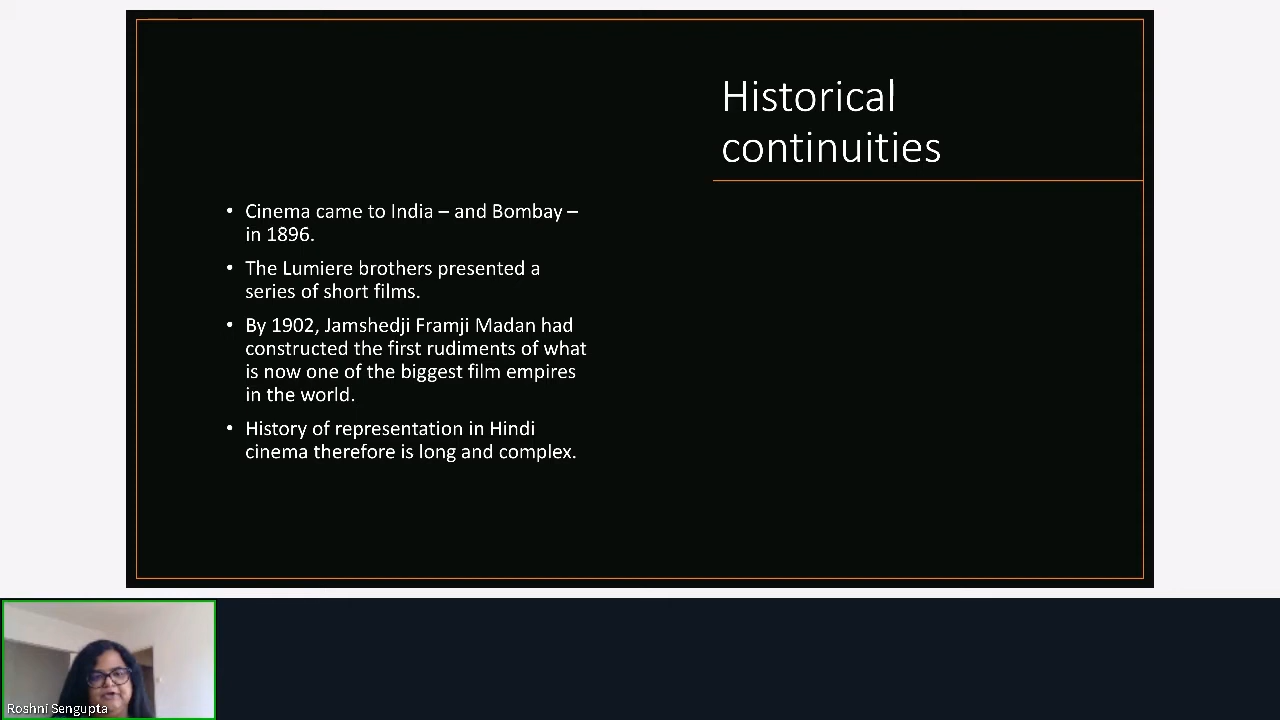 Historical
continuities
• Cinema came to India – and Bombay –
in 1896.
• The Lumiere brothers presented a
series of short films.
• By 1902, Jamshedji Framji Madan had
constructed the first rudiments of what
is now one of the biggest film empires
in the world.
• History of representation in Hindi
cinema therefore is long and complex.
Roshni Sengupta